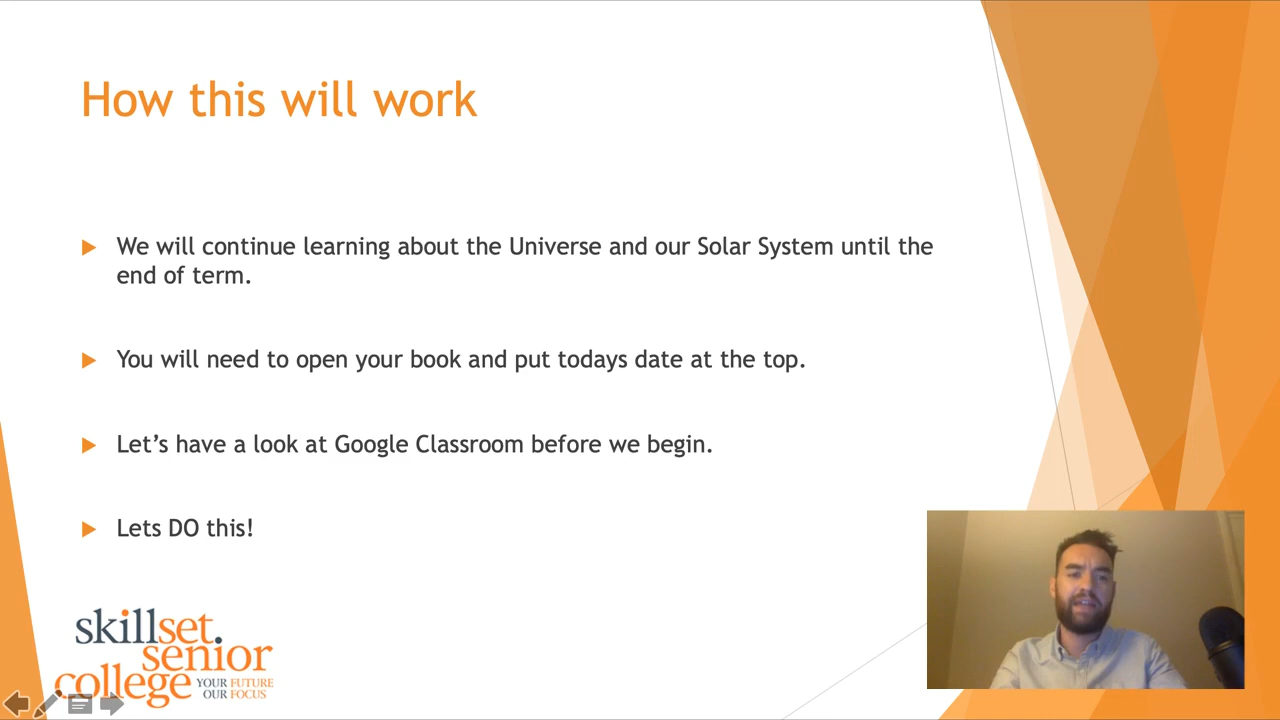 How this will work
We will continue learning about the Universe and our Solar System until the
end of term.
You will need to open your book and put todays date at the top.
Let’s have a look at Google Classroom before we begin.
Lets DO this!
skillset.
senior
college YOUR FUTURE
OUR FOCUS